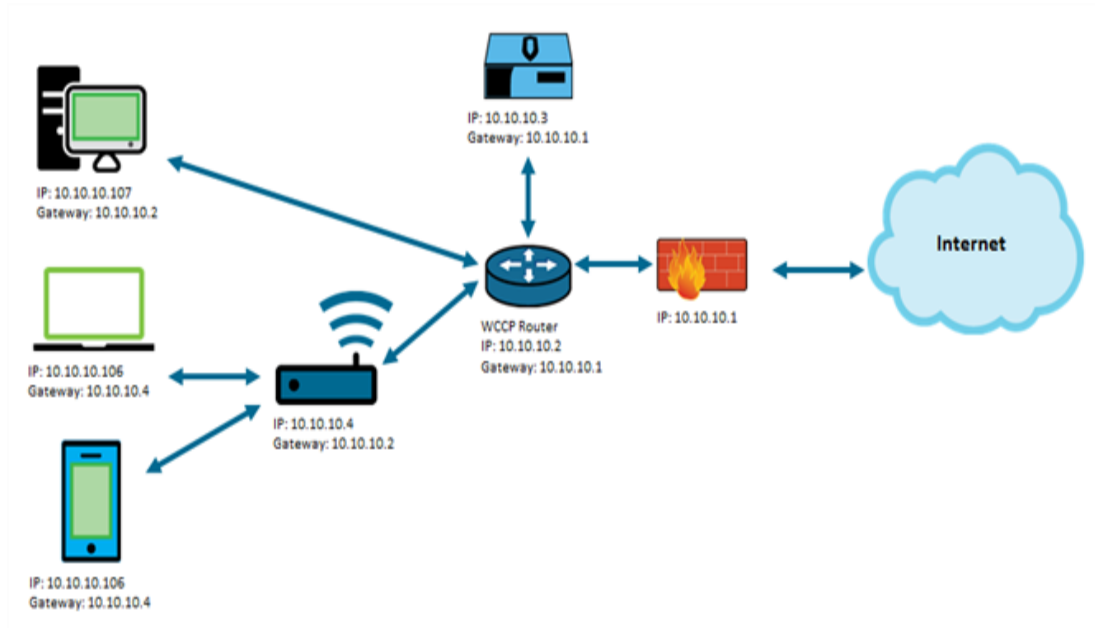 IP: 10.10.10.3
Gateway: 10.10.10.1
IP: 10.10.10.107
Gateway: 10.10.10.2
Internet
WCCP Router
IP: 10.10.10.2
Gateway: 10.10.10.1
IP: 10.10.10.1
IP: 10.10.10.106
Gateway: 10.10.10.4
IP: 10.10.10.4
Gateway: 10.10.10.2
IP: 10.10.10.106
Gateway: 10.10.10.4